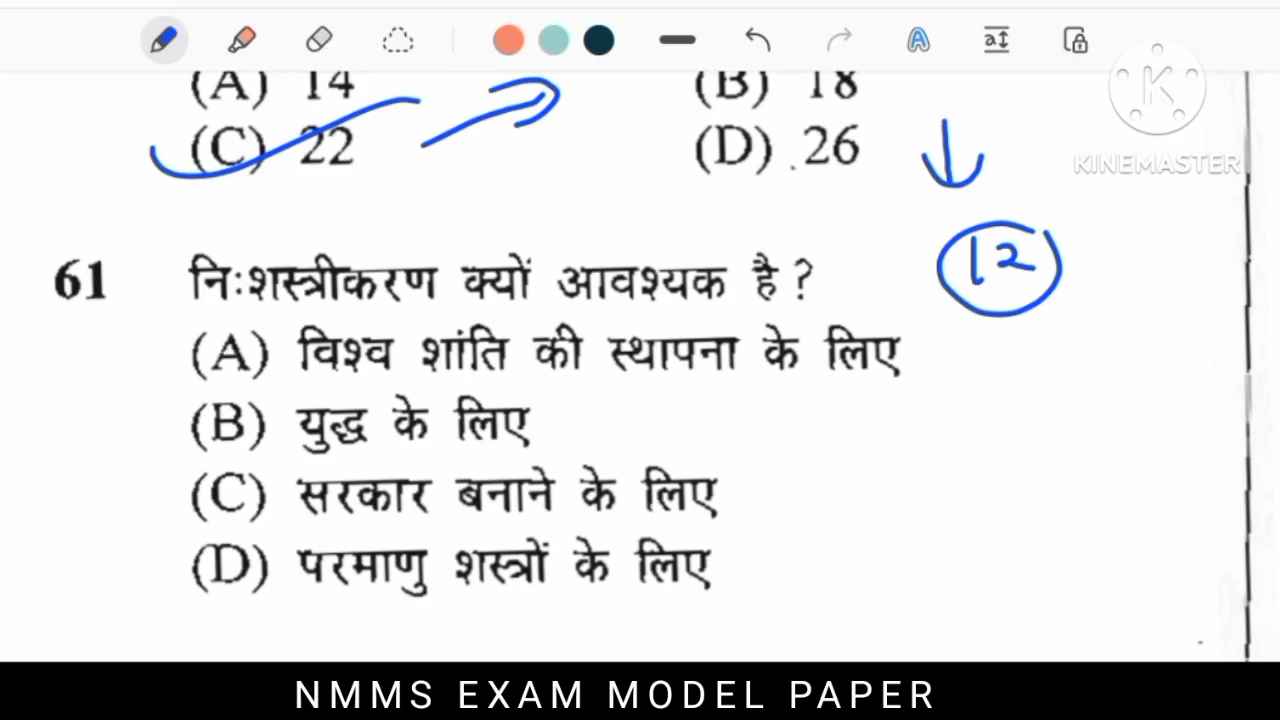 (A) 14 (B) 18
(C) 22 (D) 26
K
KINEMASTER
12
61 निःशस्त्रीकरण क्यों आवश्यक है ?
(A) विश्व शांति की स्थापना के लिए
(B) युद्ध के लिए
(C) सरकार बनाने के लिए
(D) परमाणु शस्त्रों के लिए
NMMS EXAM MODEL PAPER